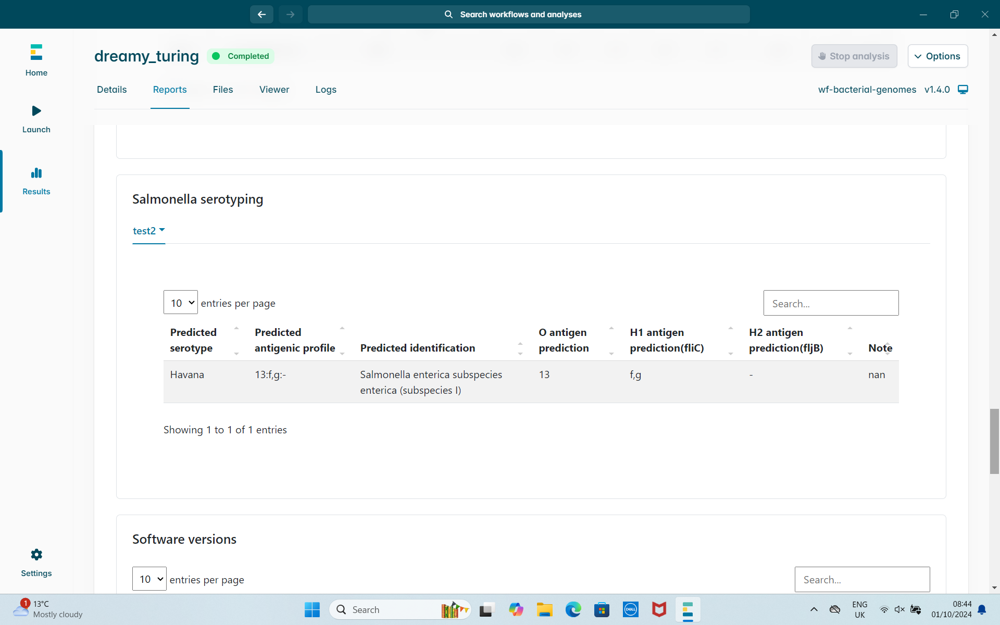 Search workflows and analyses
dreamy_turing
Completed
Stop analysis
Options
Home
Details
Reports
Files
Viewer
Logs
wf-bacterial-genomes v1.4.0
Launch
Results
Salmonella serotyping
test2
10 entries per page
Search...
Predicted serotype
Predicted antigenic profile
Predicted identification
O antigen prediction
H1 antigen prediction(fliC)
H2 antigen prediction(fljB)
Note
Havana
13:f,g:-
Salmonella enterica subspecies
enterica (subspecies I)
13
f,g
-
nan
Showing 1 to 1 of 1 entries
Software versions
10 entries per page
Search...
Settings
1
13°C
Mostly cloudy
Search
DELL
ENG
UK
08:44
01/10/2024